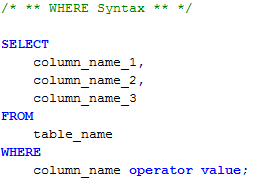 /* ** WHERE Syntax ** */
SELECT
column_name_1,
column_name_2,
column_name_3
FROM
table_name
WHERE
column_name operator value;